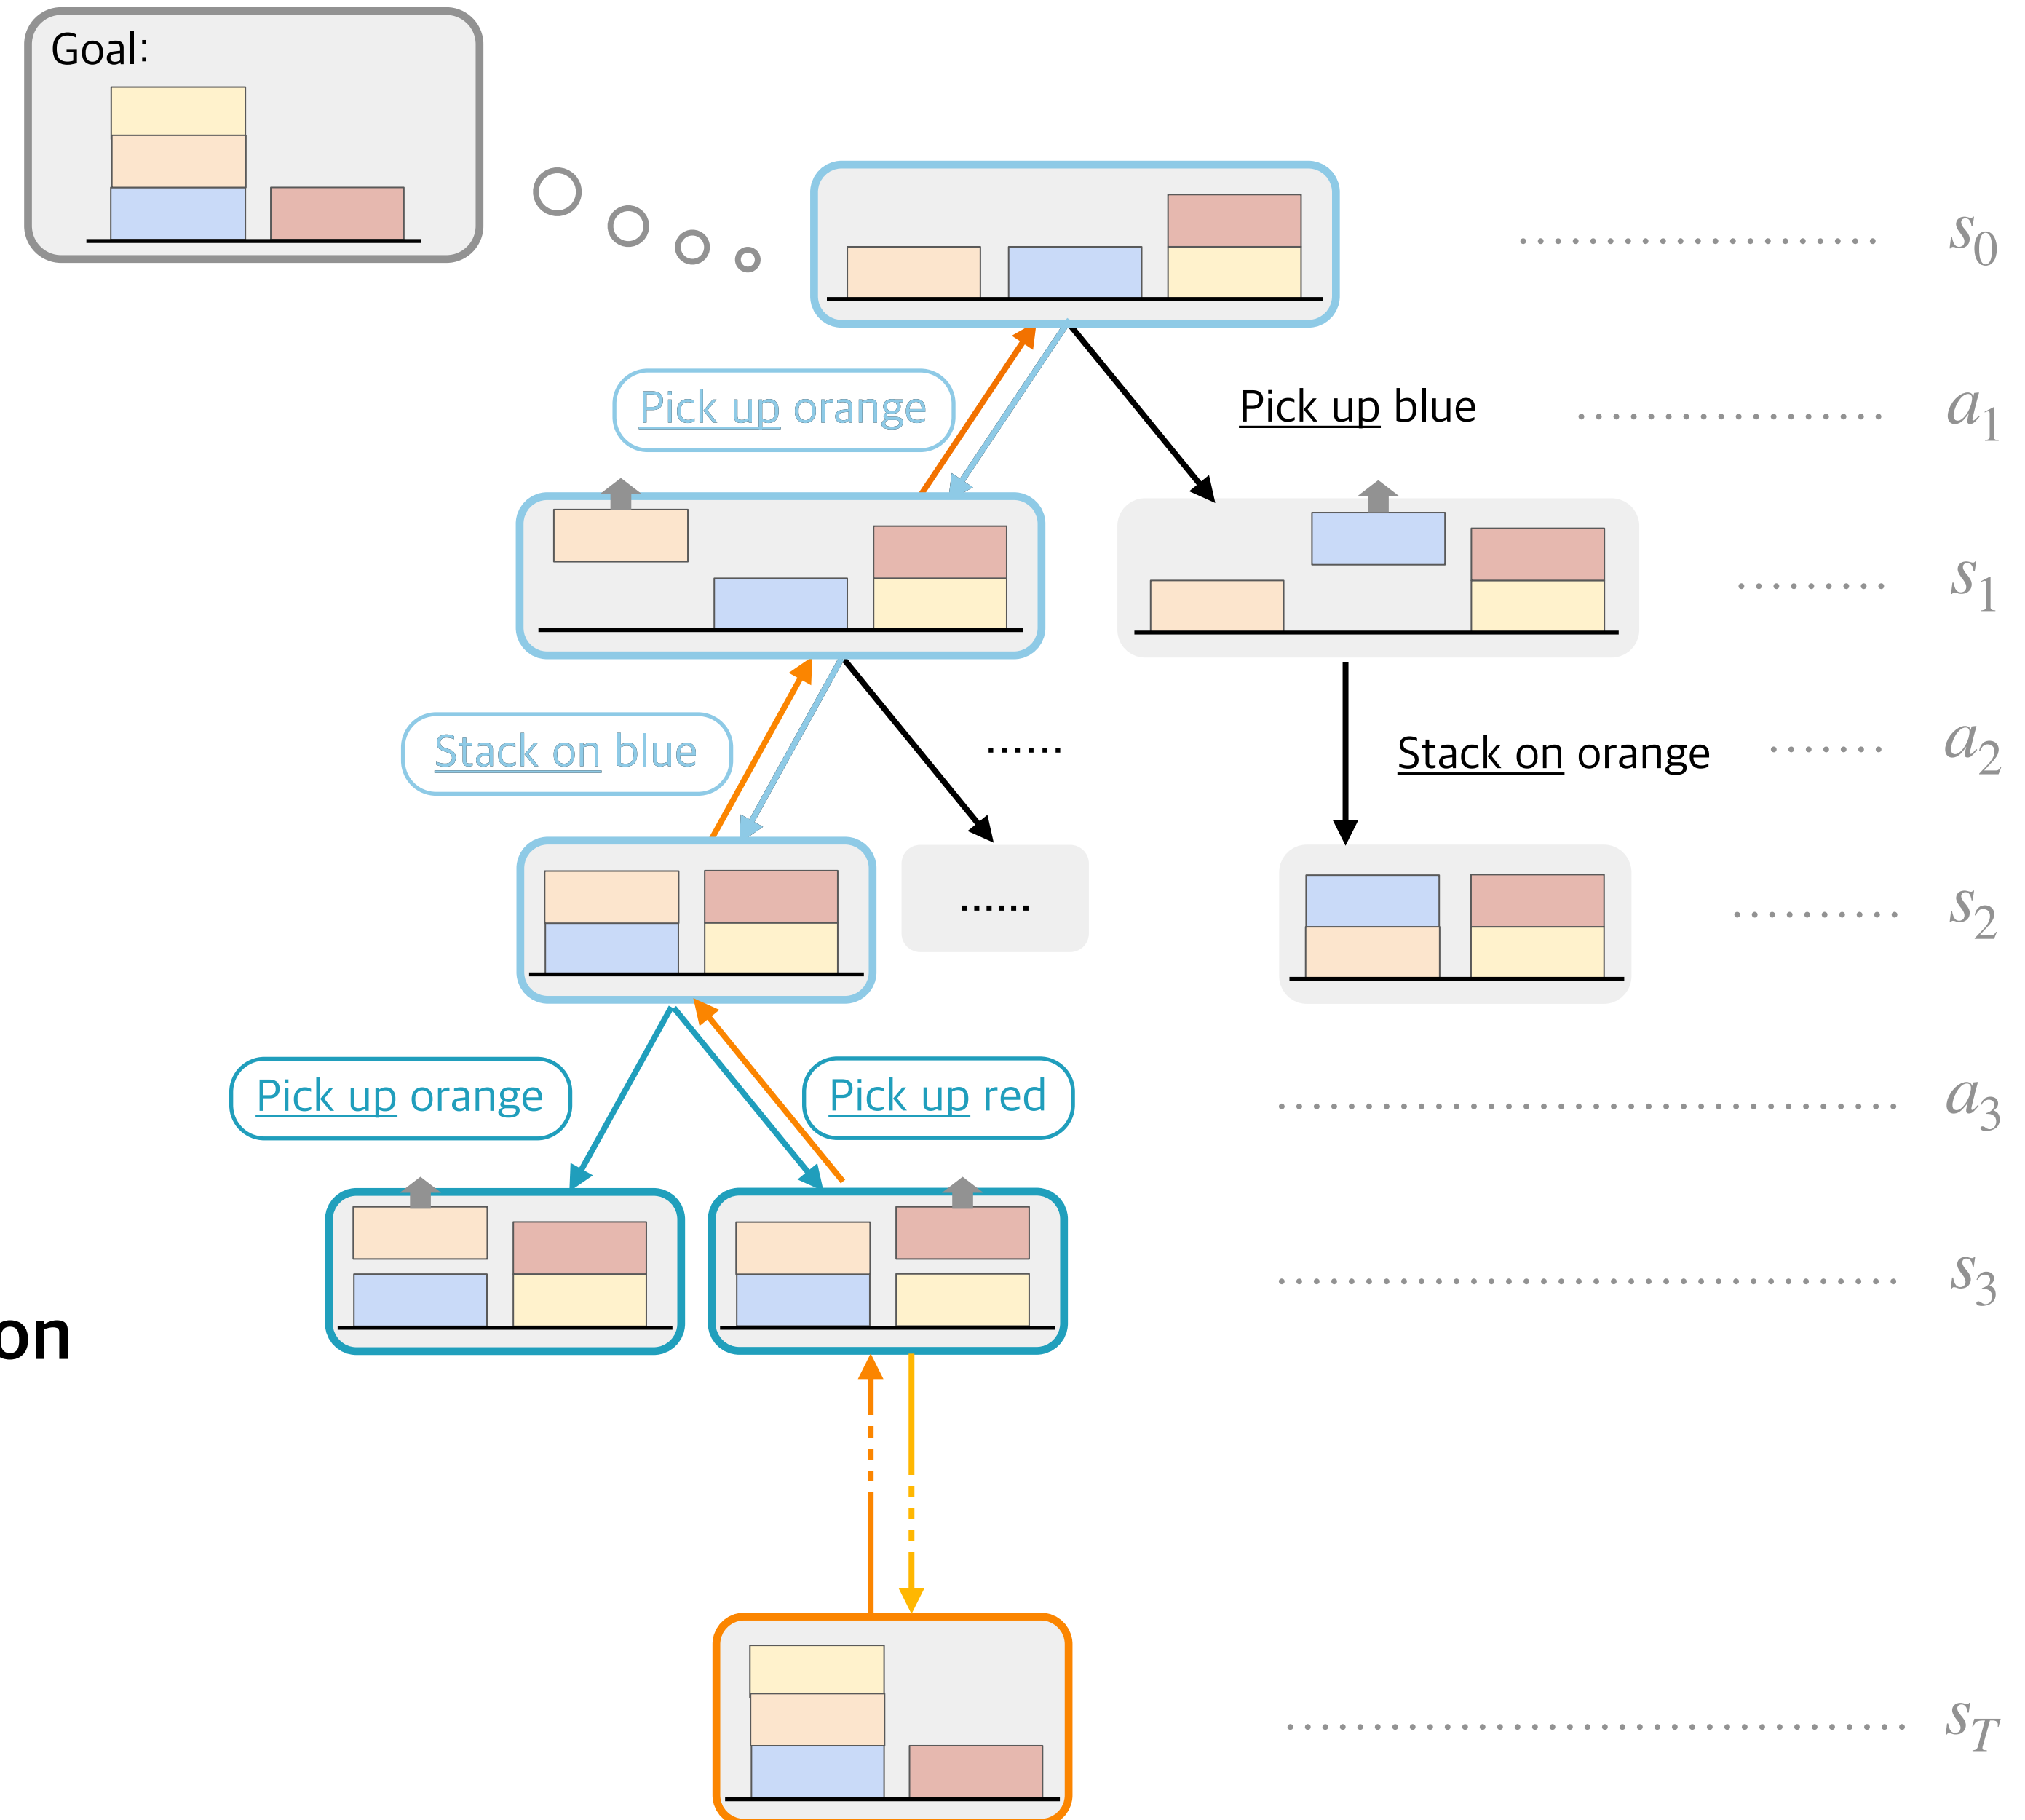 Goal:
s0
Pick up orange
Pick up blue
a1
s1
Stack on blue
......
Stack on orange
a2
......
s2
Pick up orange
Pick up red
a3
s3
on
sT